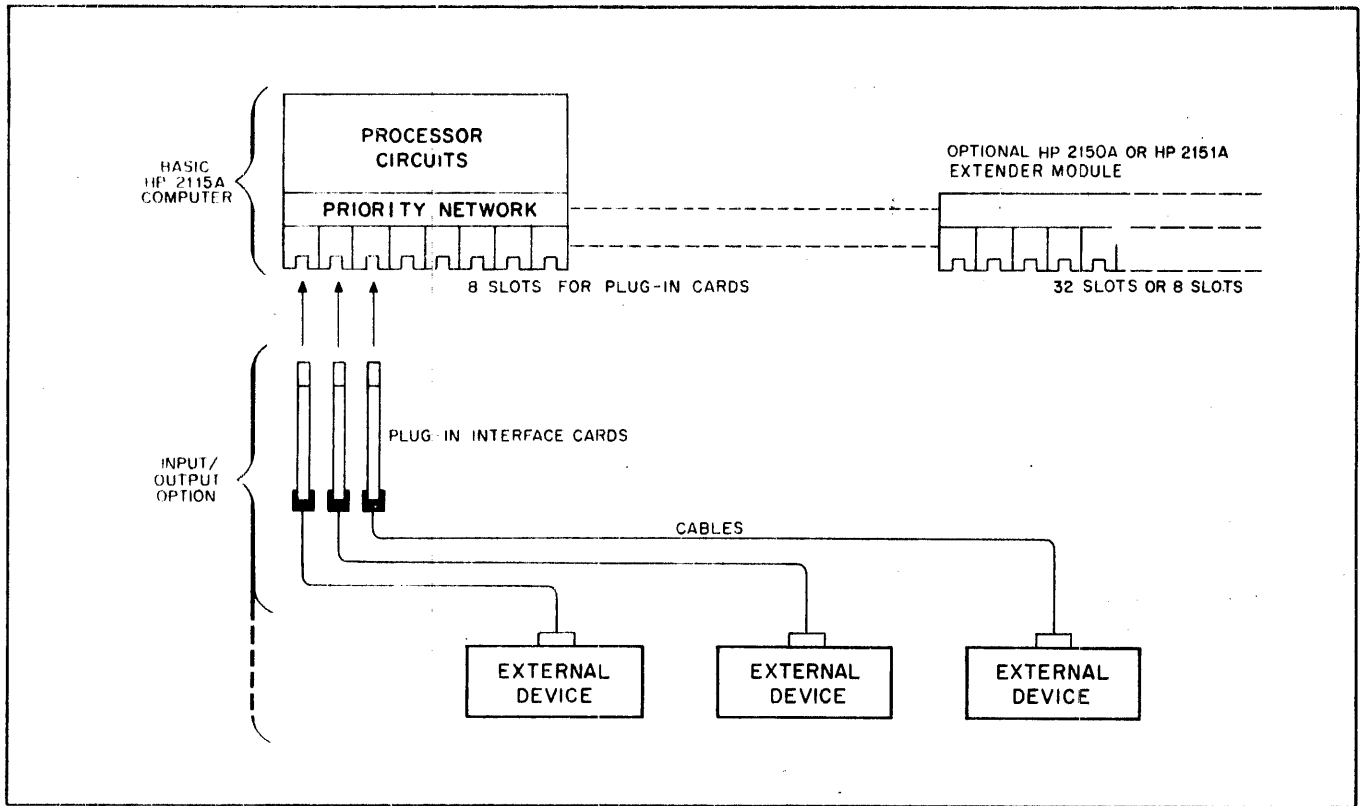 BASIC
HP 2115A
COMPUTER
PROCESSOR
CIRCUITS
PRIORITY NETWORK
8 SLOTS FOR PLUG-IN CARDS
OPTIONAL HP 2150A OR HP 2151A
EXTENDER MODULE
32 SLOTS OR 8 SLOTS
INPUT/
OUTPUT
OPTION
PLUG-IN INTERFACE CARDS
CABLES
EXTERNAL
DEVICE
EXTERNAL
DEVICE
EXTERNAL
DEVICE